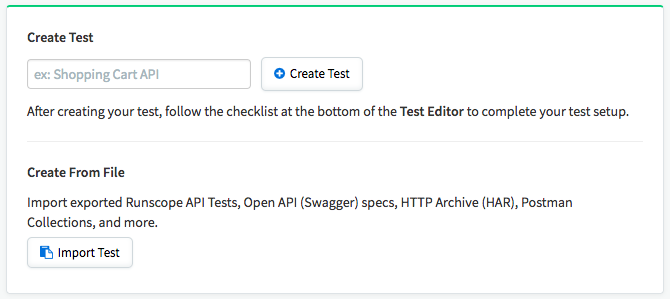 Create Test
ex: Shopping Cart API
Create Test
After creating your test, follow the checklist at the bottom of the Test Editor to complete your test setup.
Create From File
Import exported Runscope API Tests, Open API (Swagger) specs, HTTP Archive (HAR), Postman
Collections, and more.
Import Test